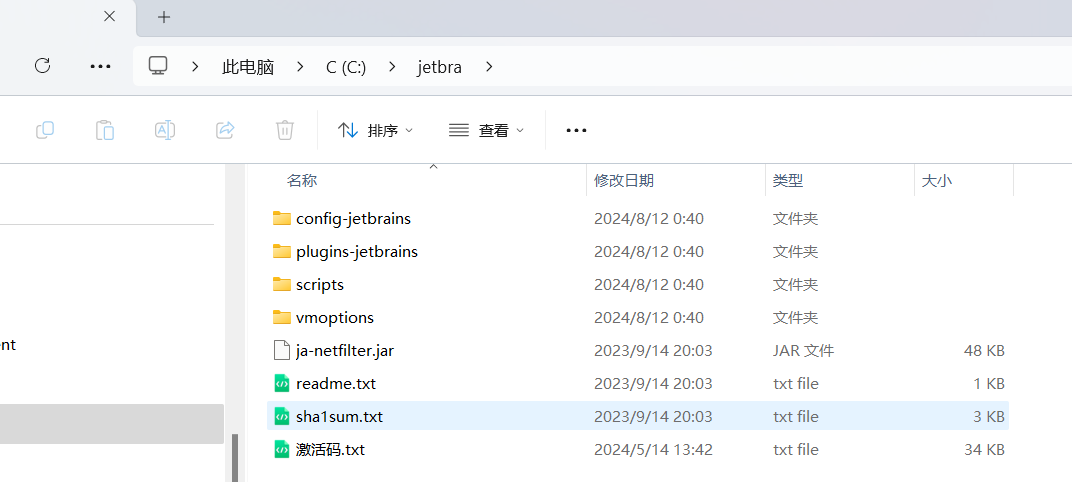 此电脑 C (C:) jetbra
排序 查看
名称 修改日期 类型 大小
config-jetbrains 2024/8/12 0:40 文件夹
plugins-jetbrains 2024/8/12 0:40 文件夹
scripts 2024/8/12 0:40 文件夹
vmoptions 2024/8/12 0:40 文件夹
nt
ja-netfilter.jar 2023/9/14 20:03 JAR 文件 48 KB
readme.txt 2023/9/14 20:03 txt file 1 KB
sha1sum.txt 2023/9/14 20:03 txt file 3 KB
激活码.txt 2024/5/14 13:42 txt file 34 KB